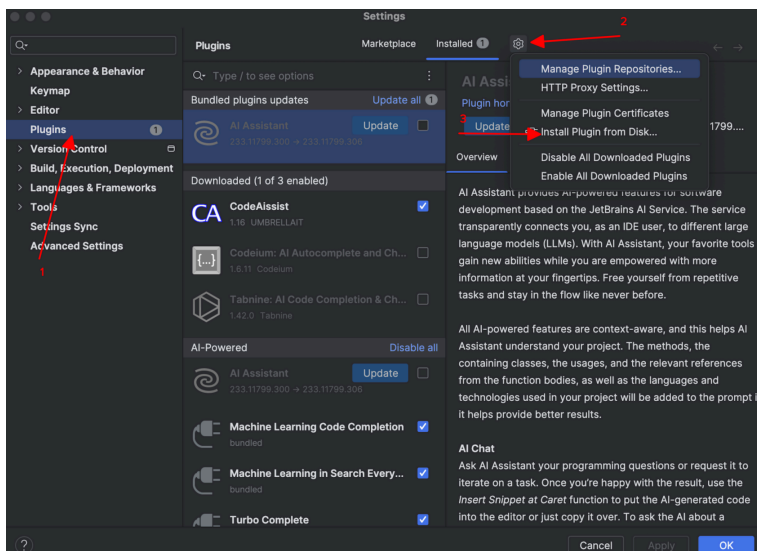 Settings
2
Plugins
Marketplace
Installed 1
Appearance & Behavior
Keymap
Editor
Plugins 1
Version Control
Build, Execution, Deployment
Languages & Frameworks
Tools
Settings Sync
Advanced Settings
1
Type / to see options
Bundled plugins updates Update all 1
AI Assistant Update
233.11799.300 → 233.11799.306
Downloaded (1 of 3 enabled)
CA CodeAissist
1.16 UMBRELLAIT
{...} Codeium: AI Autocomplete and Ch...
1.6.11 Codeium
Tabnine: AI Code Completion & Ch...
1.42.0 Tabnine
AI-Powered Disable all
AI Assistant Update
233.11799.300 → 233.11799.306
Machine Learning Code Completion
bundled
Machine Learning in Search Every...
bundled
Turbo Complete
AI Assi
Plugin hom
3
Update
1799....
Manage Plugin Repositories...
HTTP Proxy Settings...
Manage Plugin Certificates
Install Plugin from Disk...
Disable All Downloaded Plugins
Enable All Downloaded Plugins
Overview
AI Assistant provides AI-powered features for software
development based on the JetBrains AI Service. The service
transparently connects you, as an IDE user, to different large
language models (LLMs). With AI Assistant, your favorite tools
gain new abilities while you are empowered with more
information at your fingertips. Free yourself from repetitive
tasks and stay in the flow like never before.
All AI-powered features are context-aware, and this helps AI
Assistant understand your project. The methods, the
containing classes, the usages, and the relevant references
from the function bodies, as well as the languages and
technologies used in your project will be added to the prompt i
it helps provide better results.
AI Chat
Ask AI Assistant your programming questions or request it to
iterate on a task. Once you're happy with the result, use the
Insert Snippet at Caret function to put the AI-generated code
into the editor or just copy it over. To ask the AI about a
?
Cancel
Apply
OK